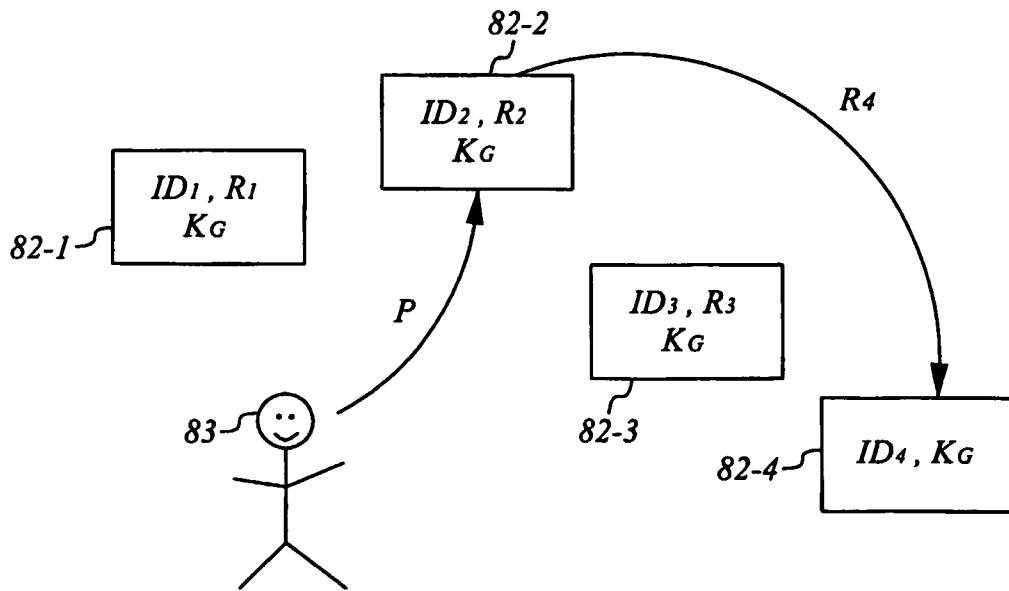 82-2
ID2 , R2
KG
R4
ID1 , R1
KG
82-1
ID3 , R3
KG
P
82-3
83
ID4 , KG
82-4